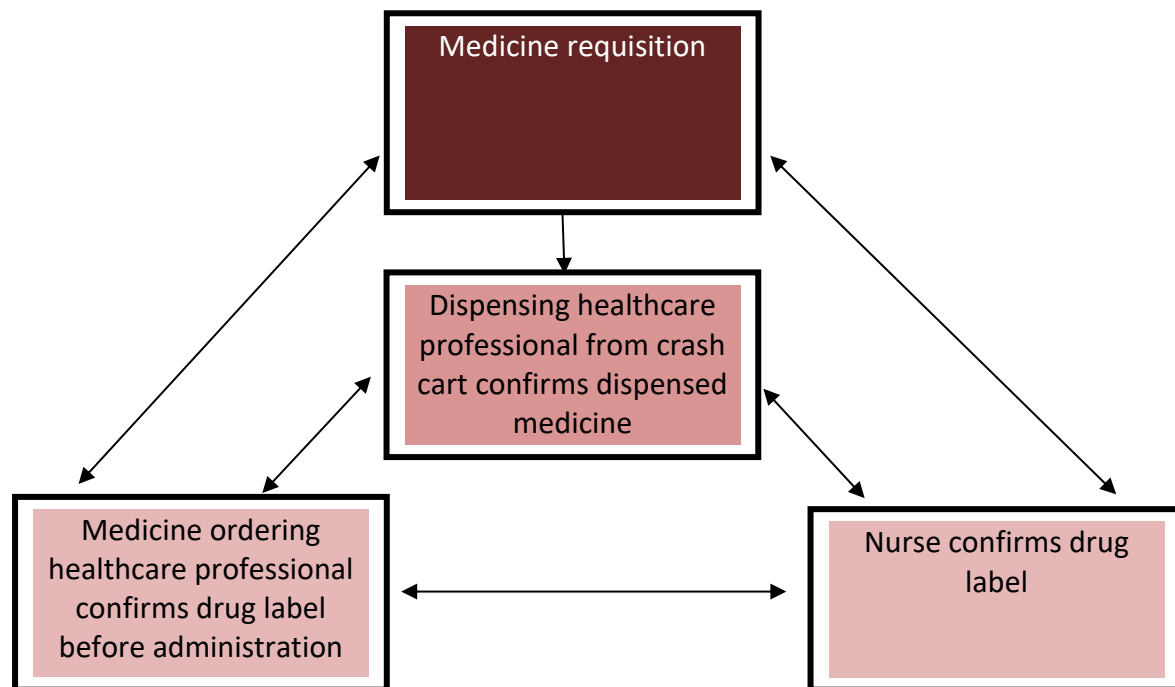 Medicine requisition
Dispensing healthcare
professional from crash
cart confirms dispensed
medicine
Medicine ordering
healthcare professional
confirms drug label
before administration
Nurse confirms drug
label